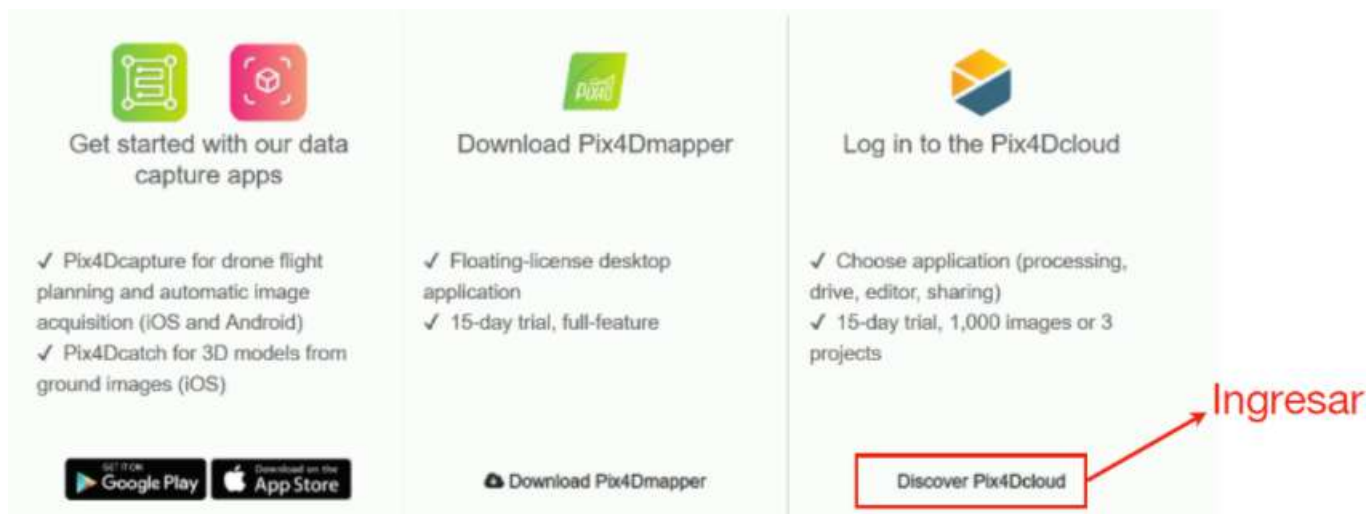 Get started with our data
capture apps
✓ Pix4Dcapture for drone flight
planning and automatic image
acquisition (iOS and Android)
✓ Pix4Dcatch for 3D models from
ground images (iOS)
GET IT ON
Google Play
Download on the
App Store
Download Pix4Dmapper
✓ Floating-license desktop
application
✓ 15-day trial, full-feature
Download Pix4Dmapper
Log in to the Pix4Dcloud
✓ Choose application (processing,
drive, editor, sharing)
✓ 15-day trial, 1,000 images or 3
projects
Discover Pix4Dcloud
Ingresar